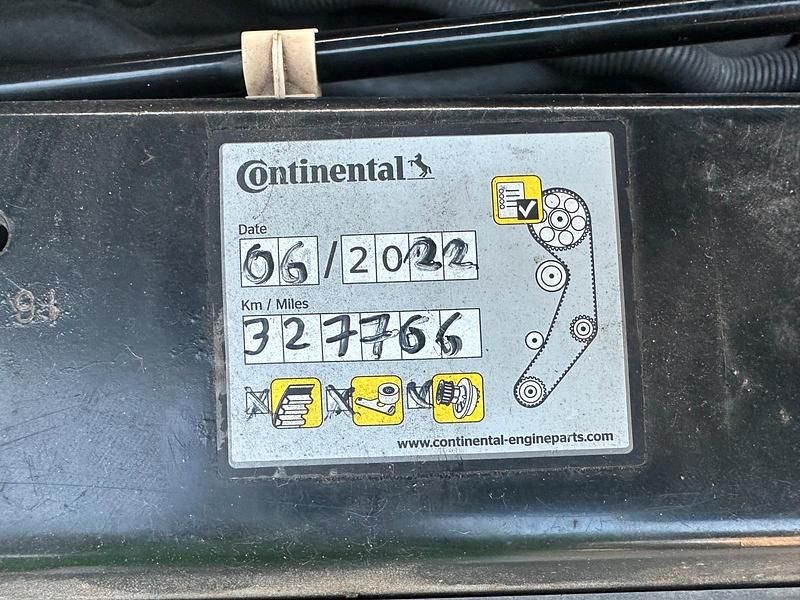 Continental
Date
06/2022
Km / Miles
327766
www.continental-engineparts.com